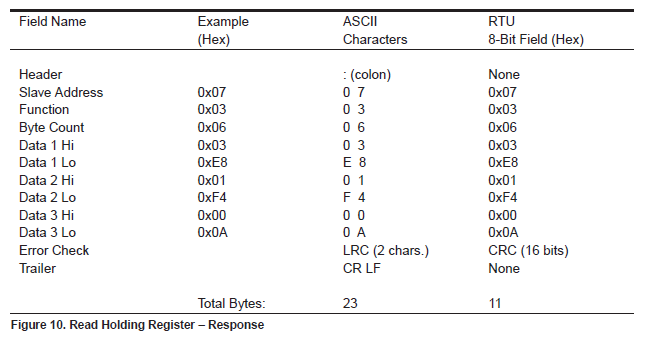 Field Name Example ASCII RTU
(Hex) Characters 8-Bit Field (Hex)
Header : (colon) None
Slave Address 0x07 0 7 0x07
Function 0x03 0 3 0x03
Byte Count 0x06 0 6 0x06
Data 1 Hi 0x03 0 3 0x03
Data 1 Lo 0xE8 E 8 0xE8
Data 2 Hi 0x01 0 1 0x01
Data 2 Lo 0xF4 F 4 0xF4
Data 3 Hi 0x00 0 0 0x00
Data 3 Lo 0x0A 0 A 0x0A
Error Check LRC (2 chars.) CRC (16 bits)
Trailer CR LF None
Total Bytes: 23 11
Figure 10. Read Holding Register – Response